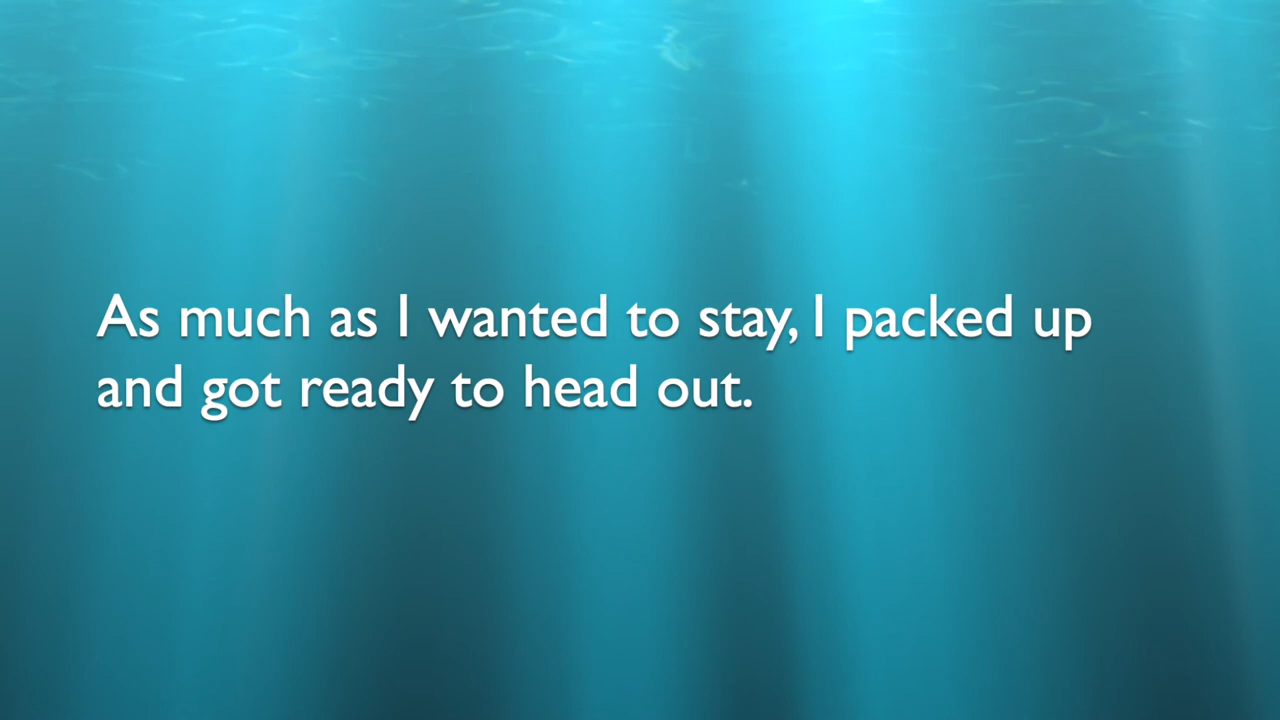 As much as I wanted to stay, I packed up
and got ready to head out.